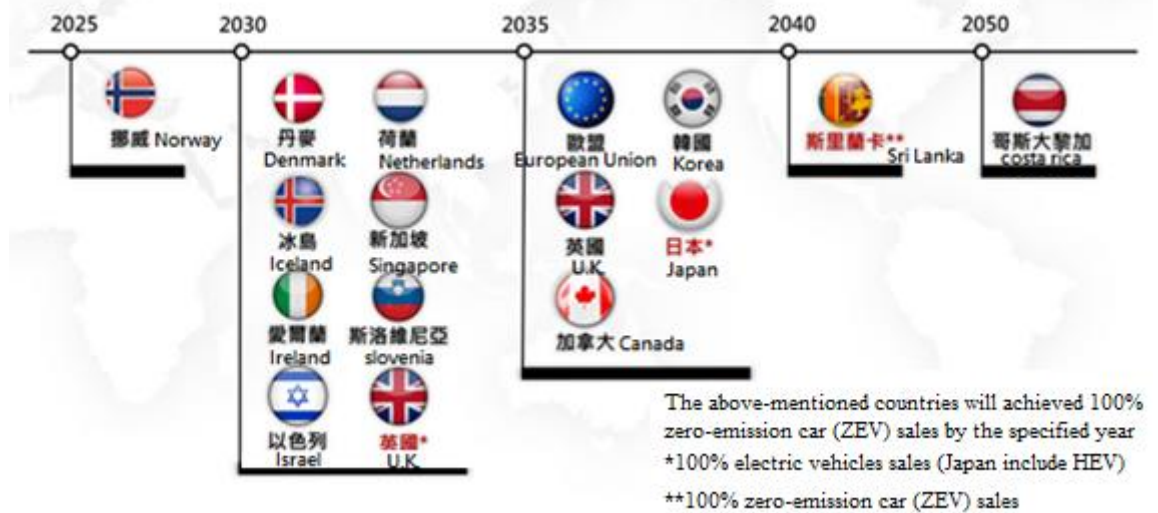 2025
2030
2035
2040
2050
挪威 Norway
丹麥
Denmark
荷蘭
Netherlands
冰島
Iceland
新加坡
Singapore
愛爾蘭
Ireland
斯洛維尼亞
slovenia
以色列
Israel
英國*
U.K.
歐盟
European Union
韓國
Korea
英國
U.K.
日本*
Japan
加拿大 Canada
斯里蘭卡**
Sri Lanka
哥斯大黎加
costa rica
The above-mentioned countries will achieved 100%
zero-emission car (ZEV) sales by the specified year
*100% electric vehicles sales (Japan include HEV)
**100% zero-emission car (ZEV) sales